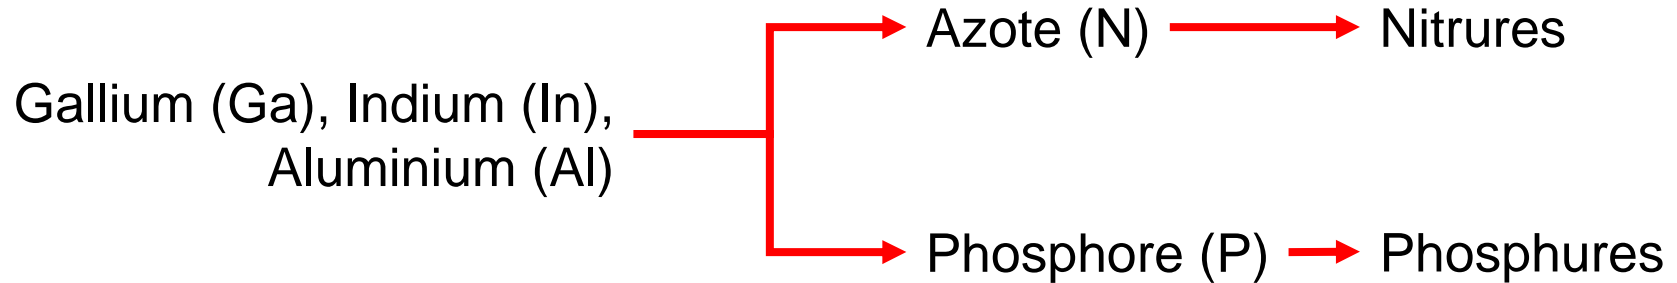 Gallium (Ga), Indium (In),
Aluminium (Al)
Azote (N)
Nitrures
Phosphore (P)
Phosphures